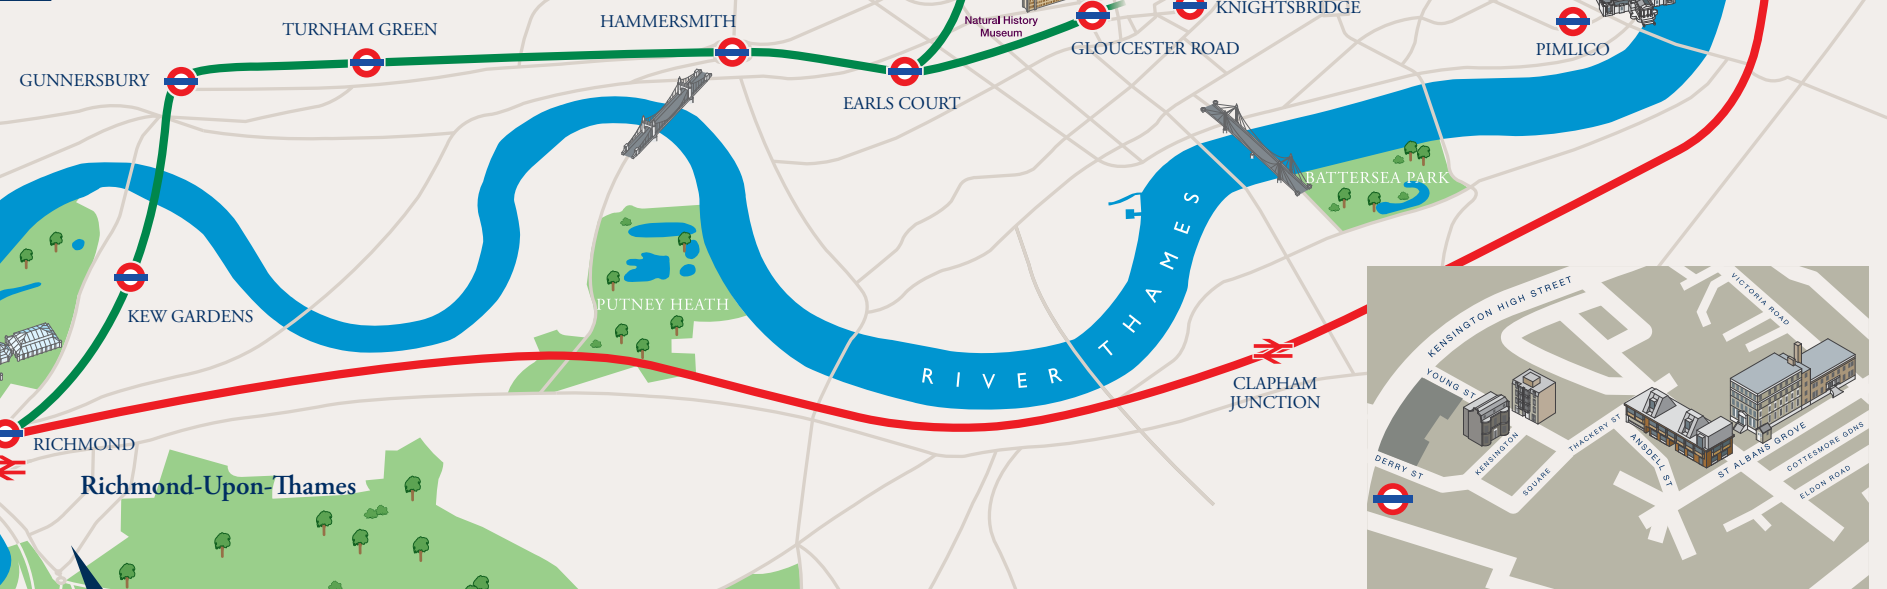 KNIGHTSBRIDGE
HAMMERSMITH
Natural History
Museum
TURNHAM GREEN
GLOUCESTER ROAD
PIMLICO
GUNNERSBURY
EARLS COURT
BATTERSEA PARK
PUTNEY HEATH
KEW GARDENS
RIVER THAMES
CLAPHAM
JUNCTION
RICHMOND
Richmond-Upon-Thames
KENSINGTON HIGH STREET
VICTORIA ROAD
YOUNG ST
THACKERY ST
ANSDELL ST
ST ALBANS GROVE
COTTESMORE GDNS
ELDON ROAD
KENSINGTON
SQUARE
DERRY ST